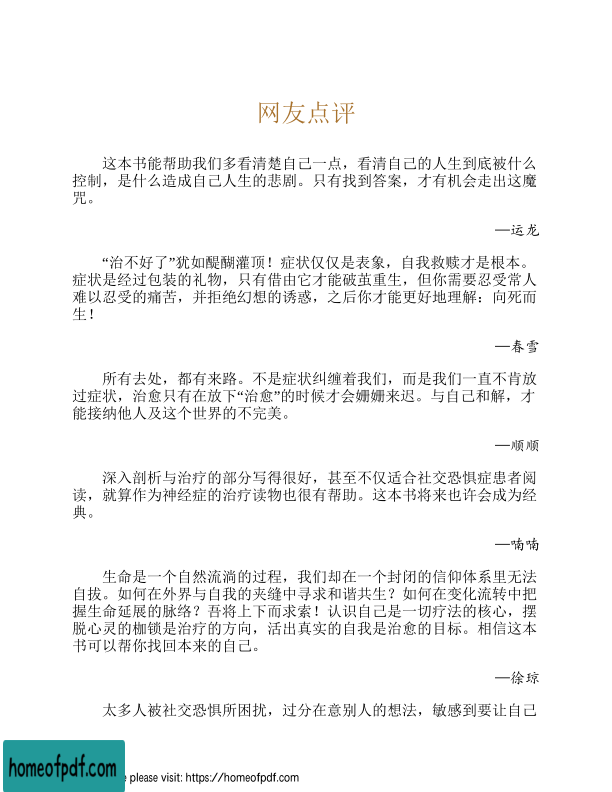 网友点评
这本书能帮助我们多看清楚自己一点，看清自己的人生到底被什么
控制，是什么造成自己人生的悲剧。只有找到答案，才有机会走出这魔
咒。
—运龙
“治不好了”犹如醍醐灌顶！症状仅仅是表象，自我救赎才是根本。
症状是经过包装的礼物，只有借由它才能破茧重生，但你需要忍受常人
难以忍受的痛苦，并拒绝幻想的诱惑，之后你才能更好地理解：向死而
生！
—春雪
所有去处，都有来路。不是症状纠缠着我们，而是我们一直不肯放
过症状，治愈只有在放下“治愈”的时候才会姗姗来迟。与自己和解，才
能接纳他人及这个世界的不完美。
—顺顺
深入剖析与治疗的部分写得很好，甚至不仅适合社交恐惧症患者阅
读，就算作为神经症的治疗读物也很有帮助。这本书将来也许会成为经
典。
—喃喃
生命是一个自然流淌的过程，我们却在一个封闭的信仰体系里无法
自拔。如何在外界与自我的夹缝中寻求和谐共生？如何在变化流转中把
握生命延展的脉络？吾将上下而求索！认识自己是一切疗法的核心，摆
脱心灵的枷锁是治疗的方向，活出真实的自我是治愈的目标。相信这本
书可以帮你找回本来的自己。
—徐琼
太多人被社交恐惧所困扰，过分在意别人的想法，敏感到要让自己
homeofpdf.com
e please visit: https://homeofpdf.com